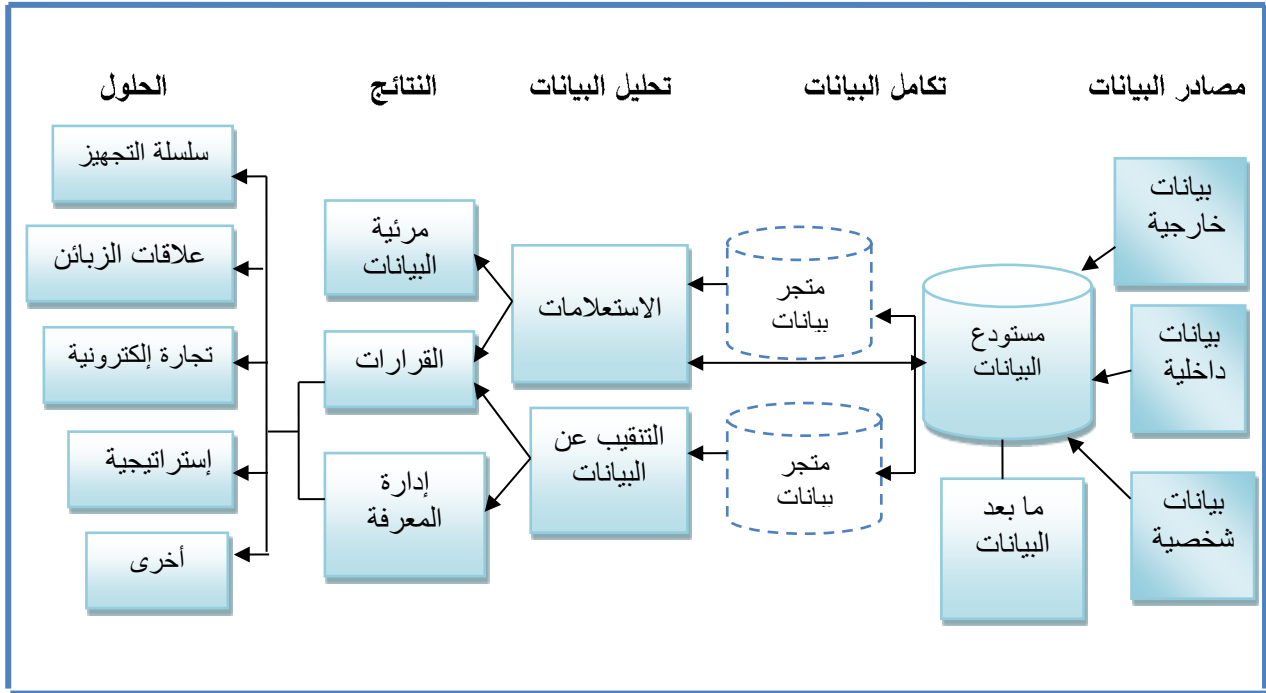 مصادر البيانات
تكامل البيانات
تحليل البيانات
النتائج
الحلول
بيانات
خارجية
بيانات
داخلية
بيانات
شخصية
مستودع
البيانات
ما بعد
البيانات
متجر
بيانات
متجر
بيانات
الاستعلامات
التنقيب عن
البيانات
مرئية
البيانات
القرارات
إدارة
المعرفة
سلسلة التجهيز
علاقات الزبائن
تجارة إلكترونية
إستراتيجية
أخرى